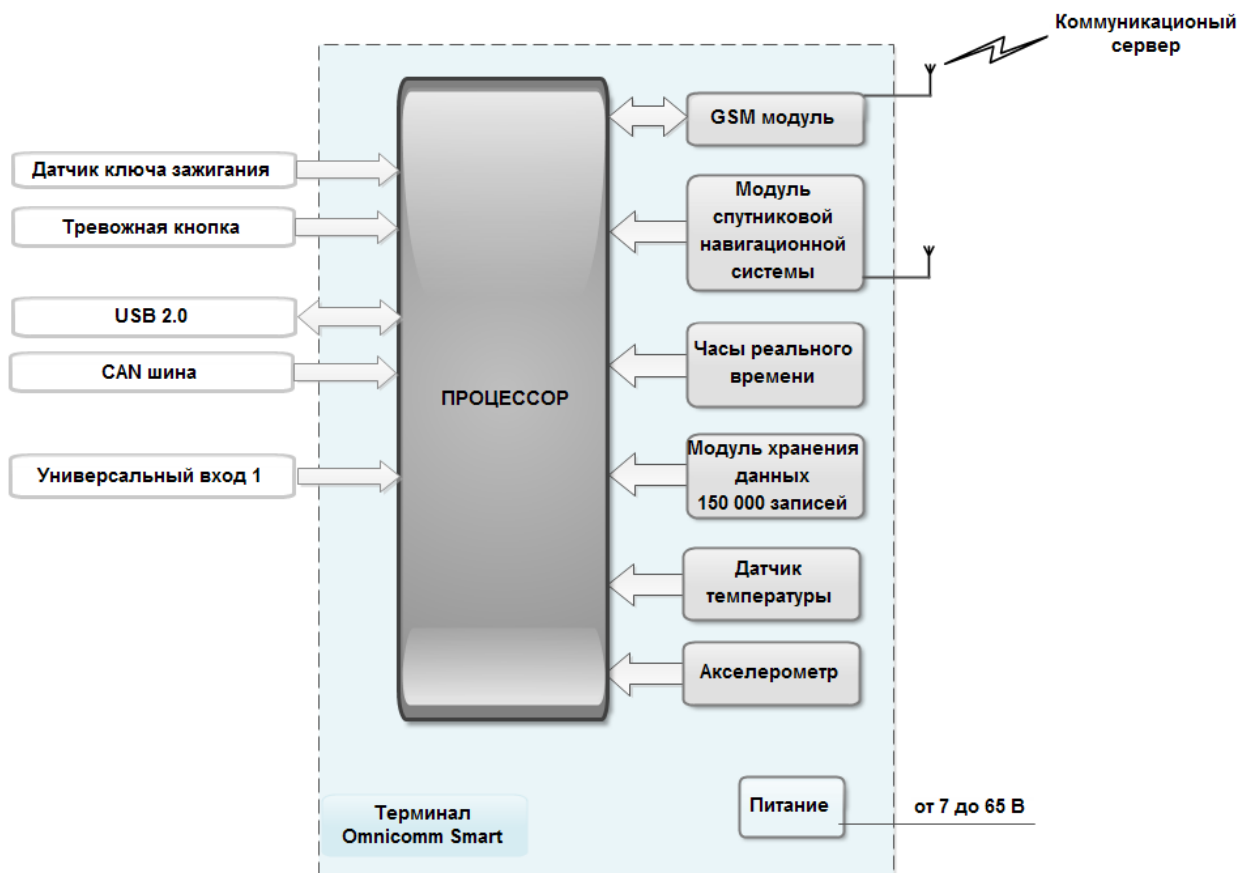 Коммуникационый
сервер
GSM модуль
Датчик ключа зажигания
Тревожная кнопка
Модуль
спутниковой
навигационной
системы
USB 2.0
CAN шина
ПРОЦЕССОР
Часы реального
времени
Универсальный вход 1
Модуль хранения
данных
150 000 записей
Датчик
температуры
Акселерометр
Питание
от 7 до 65 В
Терминал
Omnicomm Smart